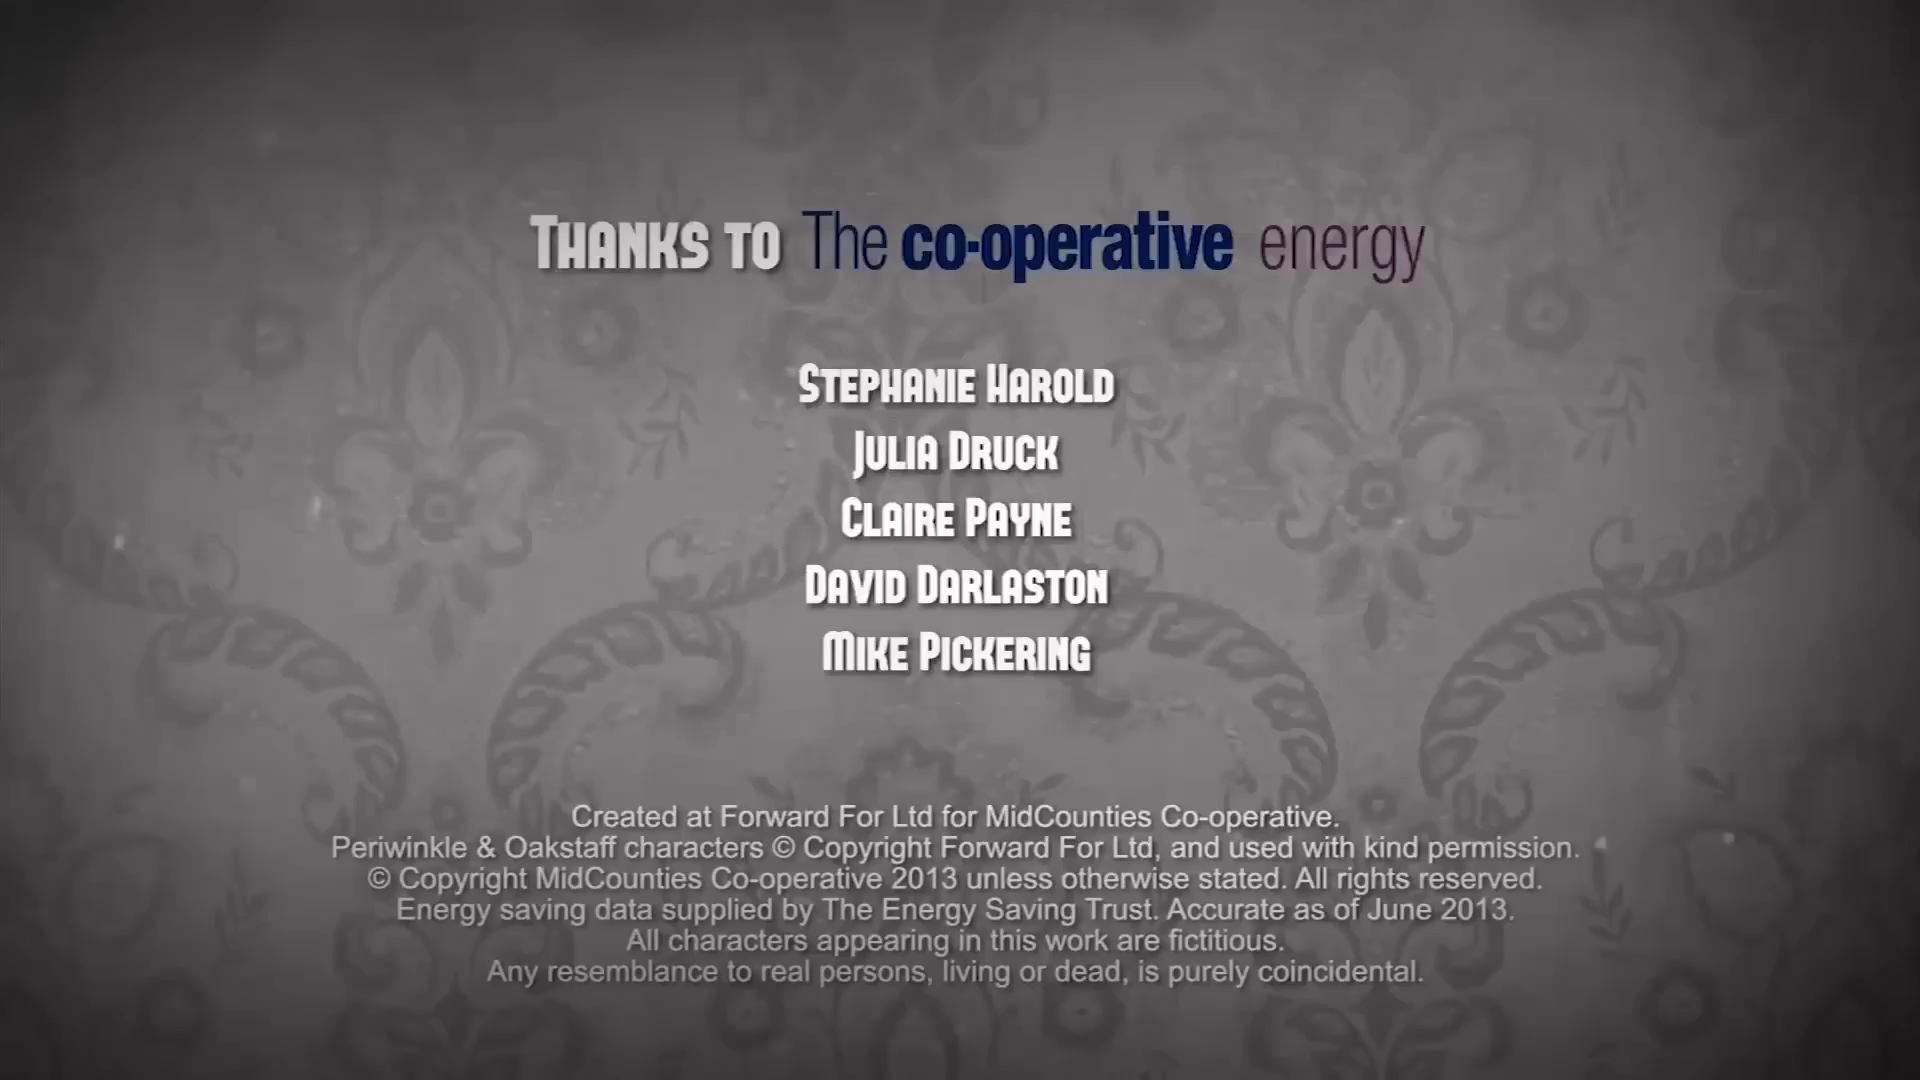 Thanks to The co-operative energy
Stephanie Harold
Julia Druck
Claire Payne
David Darlaston
Mike Pickering
Created at Forward For Ltd for MidCounties Co-operative.
Periwinkle & Oakstaff characters © Copyright Forward For Ltd, and used with kind permission.
© Copyright MidCounties Co-operative 2013 unless otherwise stated. All rights reserved.
Energy saving data supplied by The Energy Saving Trust. Accurate as of June 2013.
All characters appearing in this work are fictitious.
Any resemblance to real persons, living or dead, is purely coincidental.